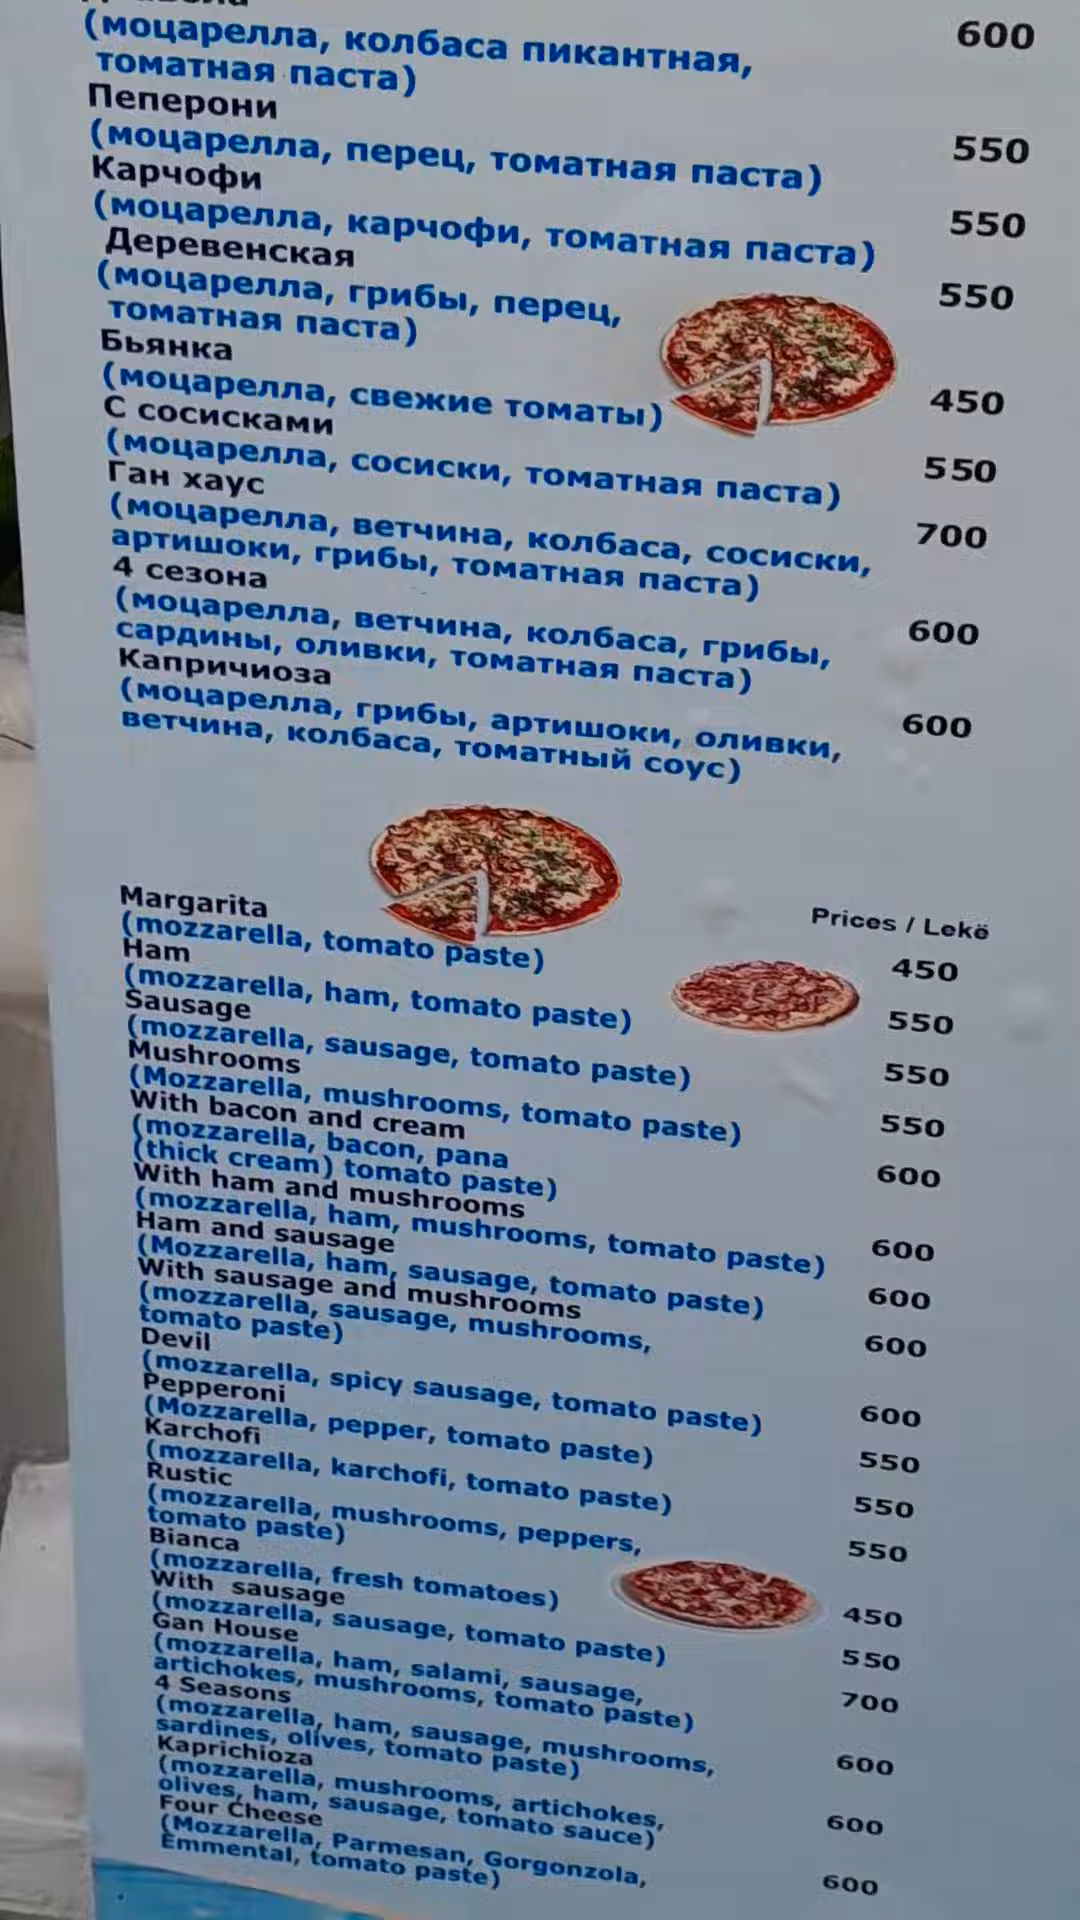 600
(моцарелла, колбаса пикантная,
томатная паста)
Пеперони 550
(моцарелла, перец, томатная паста)
Карчофи 550
(моцарелла, карчофи, томатная паста)
Деревенская 550
(моцарелла, грибы, перец,
томатная паста)
Бьянка 450
(моцарелла, свежие томаты)
С сосисками 550
(моцарелла, сосиски, томатная паста)
Ган хаус 700
(моцарелла, ветчина, колбаса, сосиски,
артишоки, грибы, томатная паста)
4 сезона 600
(моцарелла, ветчина, колбаса, грибы,
сардины, оливки, томатная паста)
Капричиоза 600
(моцарелла, грибы, артишоки, оливки,
ветчина, колбаса, томатный соус)
Prices / Lekë
Margarita 450
(mozzarella, tomato paste)
Ham 550
(mozzarella, ham, tomato paste)
Sausage 550
(mozzarella, sausage, tomato paste)
Mushrooms 550
(Mozzarella, mushrooms, tomato paste)
With bacon and cream 600
(mozzarella, bacon, pana
(thick cream) tomato paste)
With ham and mushrooms 600
(mozzarella, ham, mushrooms, tomato paste)
Ham and sausage 600
(Mozzarella, ham, sausage, tomato paste)
With sausage and mushrooms 600
(mozzarella, sausage, mushrooms,
tomato paste)
Devil 600
(mozzarella, spicy sausage, tomato paste)
Pepperoni 550
(Mozzarella, pepper, tomato paste)
Karchofi 550
(mozzarella, karchofi, tomato paste)
Rustic 550
(mozzarella, mushrooms, peppers,
tomato paste)
Bianca 450
(mozzarella, fresh tomatoes)
With sausage 550
(mozzarella, sausage, tomato paste)
Gan House 700
(mozzarella, ham, salami, sausage,
artichokes, mushrooms, tomato paste)
4 Seasons 600
(mozzarella, ham, sausage, mushrooms,
sardines, olives, tomato paste)
Kaprichioza 600
(mozzarella, mushrooms, artichokes,
olives, ham, sausage, tomato sauce)
Four Cheese 600
(Mozzarella, Parmesan, Gorgonzola,
Emmental, tomato paste)